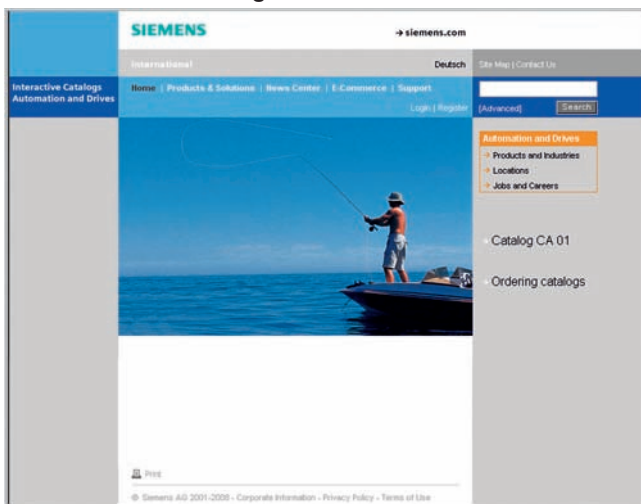 SIEMENS
→ siemens.com
International
Deutsch
Site Map | Contact Us
Interactive Catalogs
Automation and Drives
Home | Products & Solutions | News Center | E-Commerce | Support
Login | Register
[Advanced]
Search
Automation and Drives
→ Products and Industries
→ Locations
→ Jobs and Careers
Catalog CA 01
Ordering catalogs
Print
© Siemens AG 2001-2008 - Corporate Information - Privacy Policy - Terms of Use